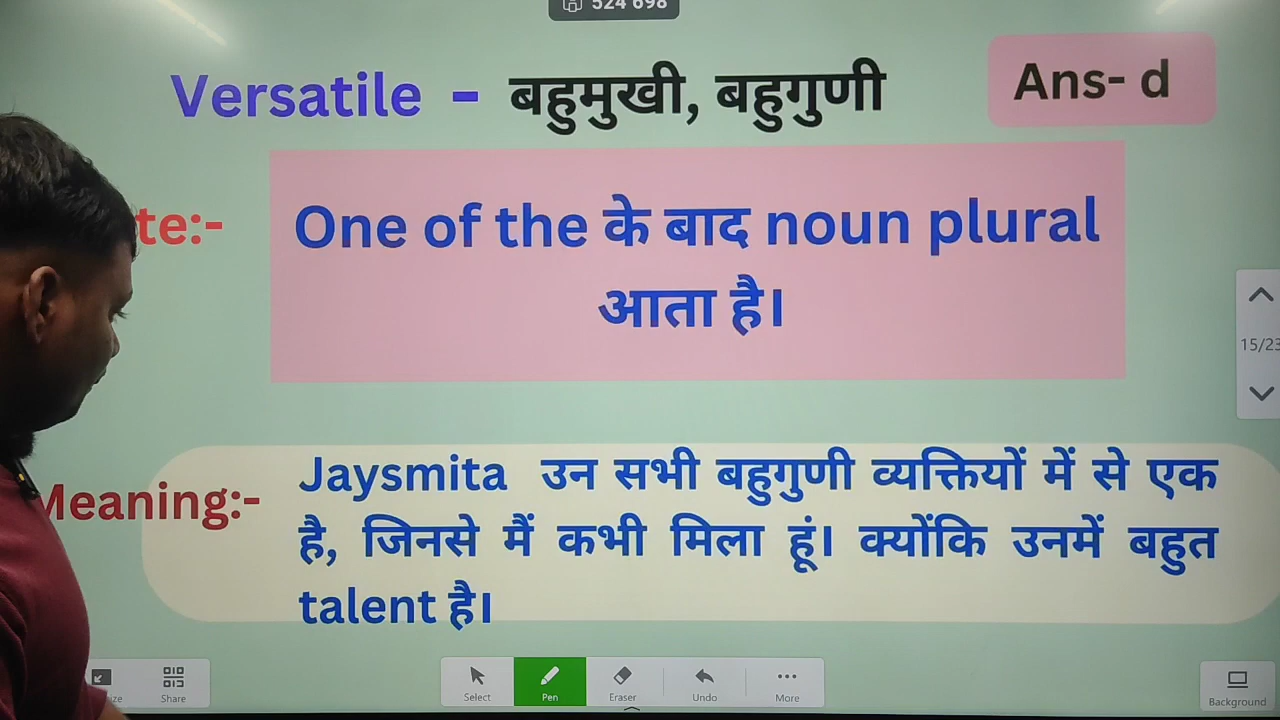 524 698
Versatile - बहुमुखी, बहुगुणी
Ans- d
te:-
One of the के बाद noun plural
आता है।
15/23
Meaning:-
Jaysmita उन सभी बहुगुणी व्यक्तियों में से एक
है, जिनसे मैं कभी मिला हूं। क्योंकि उनमें बहुत
talent है।
ze
Share
Select
Pen
Eraser
Undo
More
Background